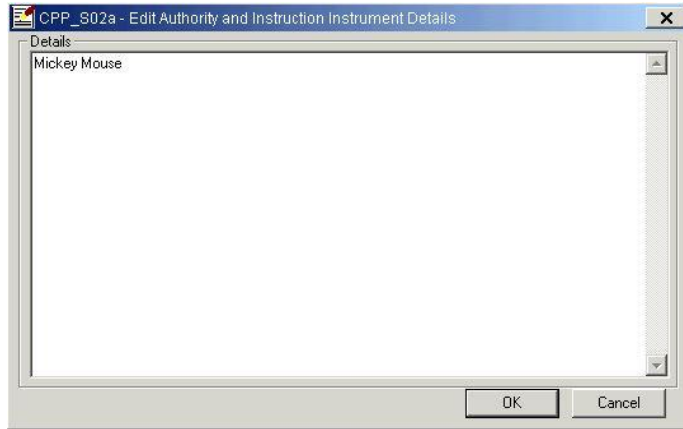 CPP_S02a - Edit Authority and Instruction Instrument Details
Details
Mickey Mouse
OK Cancel